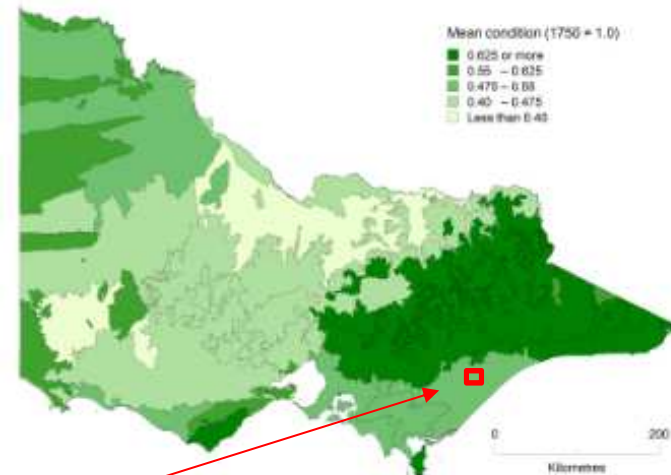 Mean condition (1750 = 1.0)
0.625 or more
0.55 – 0.625
0.475 – 0.55
0.40 – 0.475
Less than 0.40
0
200
Kilometres